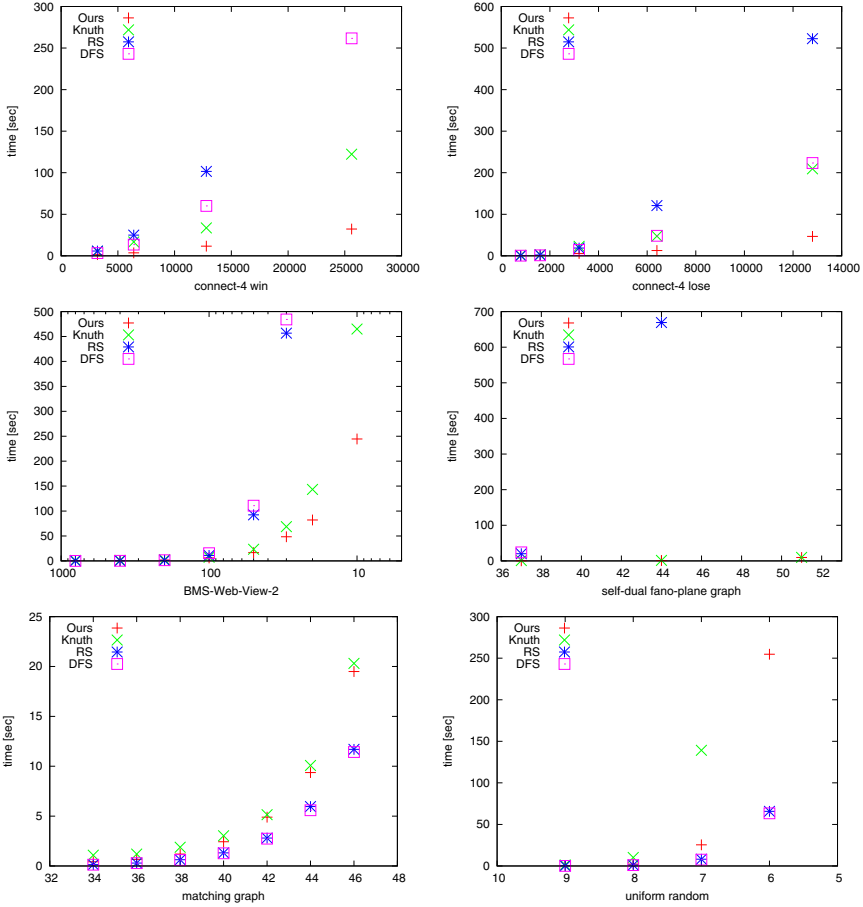 300
250
200
150
100
50
0
time [sec]
Ours
Knuth
RS
DFS
0 5000 10000 15000 20000 25000 30000
connect-4 win
600
500
400
300
200
100
0
time [sec]
Ours
Knuth
RS
DFS
0 2000 4000 6000 8000 10000 12000 14000
connect-4 lose
500
450
400
350
300
250
200
150
100
50
0
time [sec]
Ours
Knuth
RS
DFS
1000 100 10
BMS-Web-View-2
700
600
500
400
300
200
100
0
time [sec]
Ours
Knuth
RS
DFS
36 38 40 42 44 46 48 50 52
self-dual fano-plane graph
25
20
15
10
5
0
time [sec]
Ours
Knuth
RS
DFS
32 34 36 38 40 42 44 46 48
matching graph
300
250
200
150
100
50
0
time [sec]
Ours
Knuth
RS
DFS
10 9 8 7 6 5
uniform random